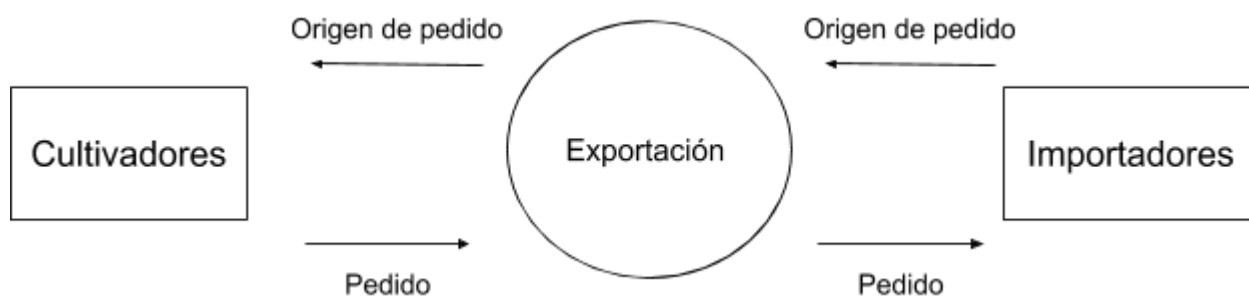 Origen de pedido
Origen de pedido
Cultivadores
Exportación
Importadores
Pedido
Pedido